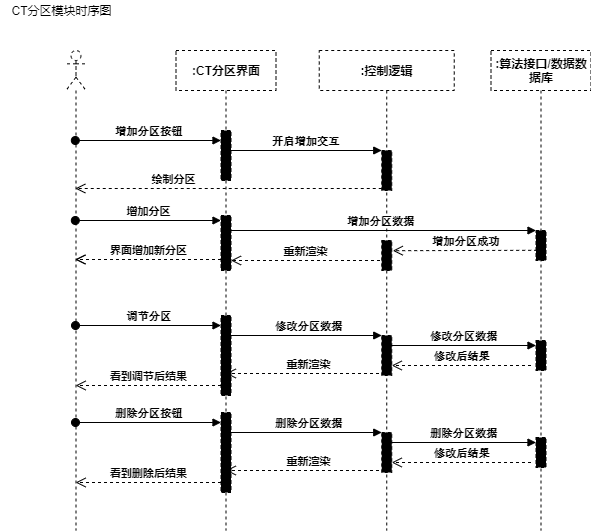 CT分区模块时序图
:CT分区界面
:控制逻辑
:算法接口/数据数
据库
增加分区按钮
开启增加交互
绘制分区
增加分区
增加分区数据
增加分区成功
重新渲染
界面增加新分区
调节分区
修改分区数据
修改分区数据
修改后结果
重新渲染
看到调节后结果
删除分区按钮
删除分区数据
删除分区数据
修改后结果
重新渲染
看到删除后结果